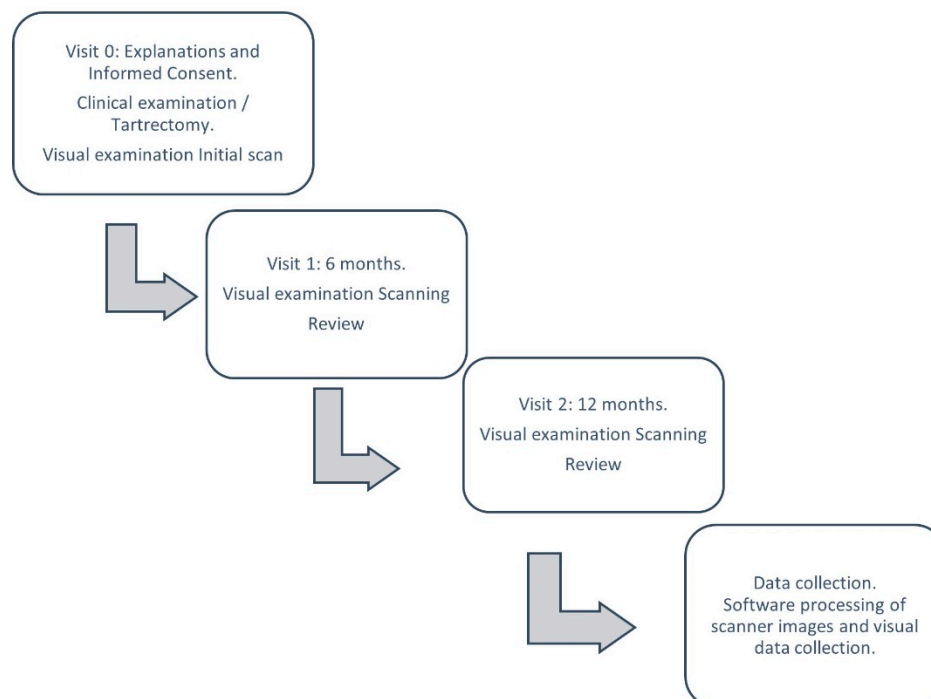 Visit 0: Explanations and
Informed Consent.
Clinical examination /
Tartrectomy.
Visual examination Initial scan
Visit 1: 6 months.
Visual examination Scanning
Review
Visit 2: 12 months.
Visual examination Scanning
Review
Data collection.
Software processing of
scanner images and visual
data collection.